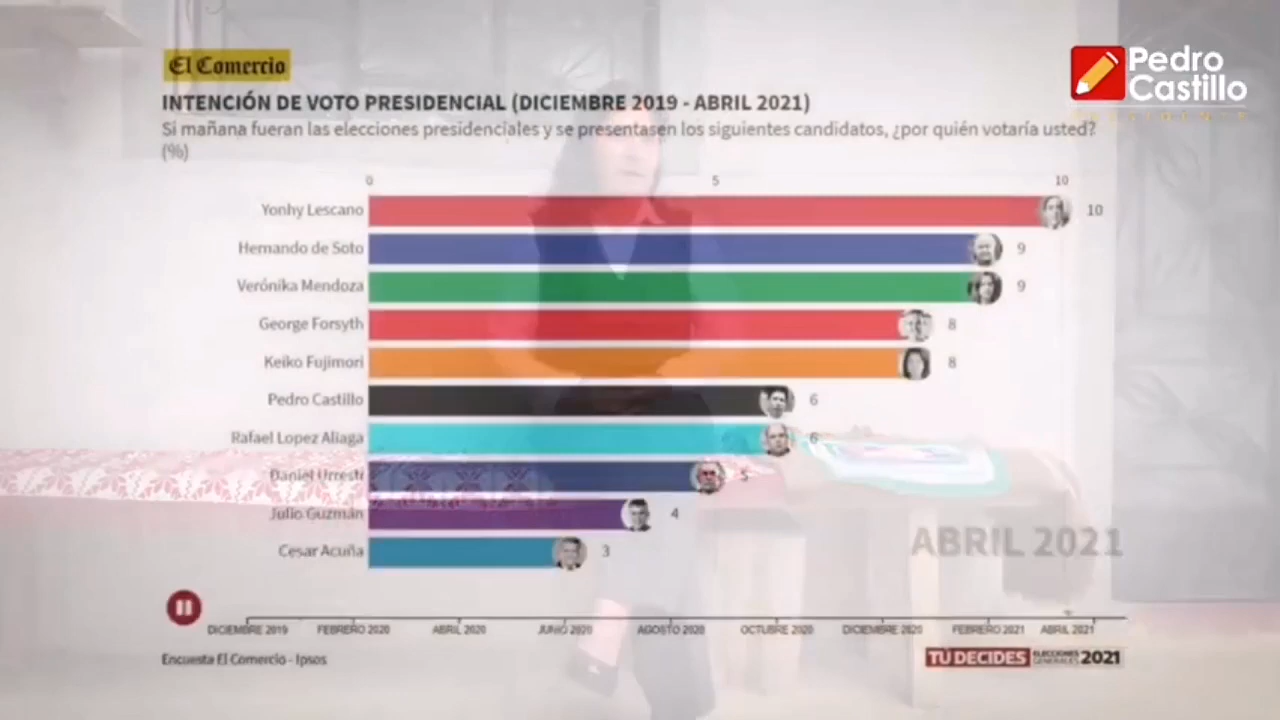 El Comercio
Pedro
Castillo
PRESIDENTE
INTENCIÓN DE VOTO PRESIDENCIAL (DICIEMBRE 2019 - ABRIL 2021)
Si mañana fueran las elecciones presidenciales y se presentasen los siguientes candidatos, ¿por quién votaría usted?
(%)
0 5 10
Yonhy Lescano 10
Hernando de Soto 9
Verónika Mendoza 9
George Forsyth 8
Keiko Fujimori 8
Pedro Castillo 6
Rafael Lopez Aliaga 6
Daniel Urresti 5
Julio Guzmán 4
Cesar Acuña 3
ABRIL 2021
DICIEMBRE 2019 FEBRERO 2020 ABRIL 2020 JUNIO 2020 AGOSTO 2020 OCTUBRE 2020 DICIEMBRE 2020 FEBRERO 2021 ABRIL 2021
Encuesta El Comercio - Ipsos
TÚ DECIDES ELECCIONES GENERALES 2021